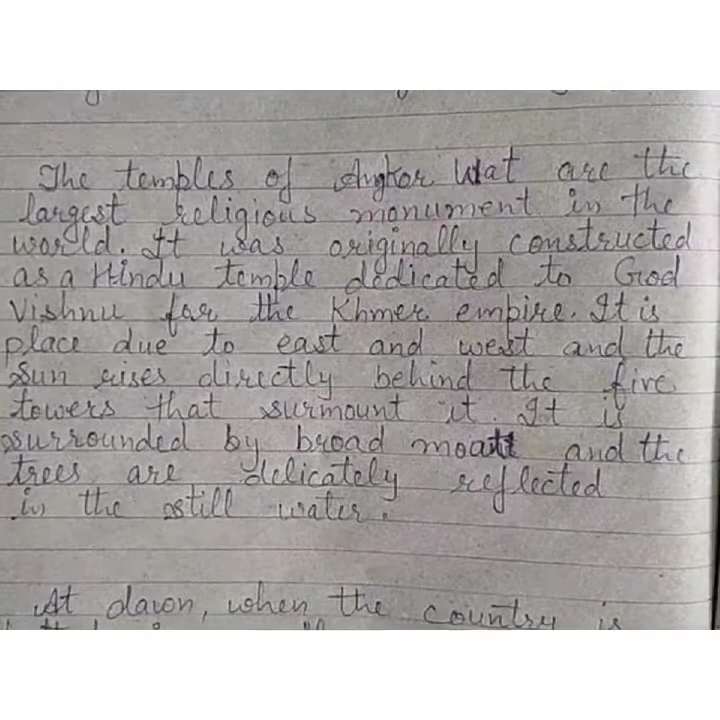 The temples of Angkor Wat are the
largest religious monument in the
world. It was originally constructed
as a Hindu temple dedicated to God
Vishnu for the Khmer empire. It is
place due to east and west and the
Sun rises directly behind the five
towers that surmount it. It is
surrounded by broad moatt and the
trees are delicately reflected
in the still water.
At dawn, when the country is